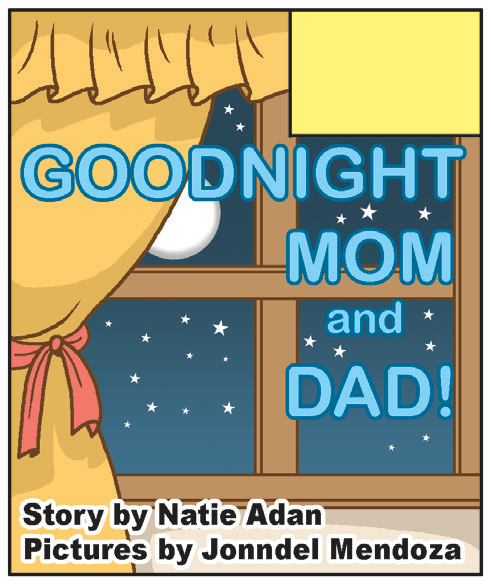 GOODNIGHT
MOM
and
DAD!
Story by Natie Adan
Pictures by Jonndel Mendoza